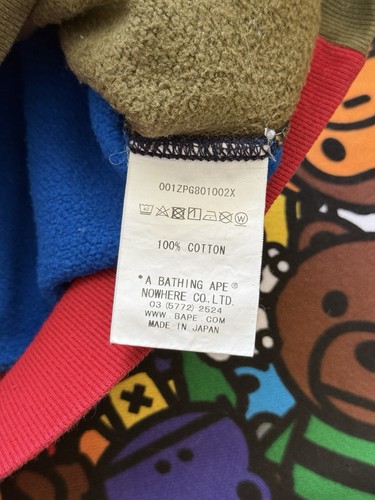 001ZPG801002X
100% COTTON
*A BATHING APE®
NOWHERE CO. LTD.
03 (5772) 2524
WWW. BAPE. COM
MADE IN JAPAN